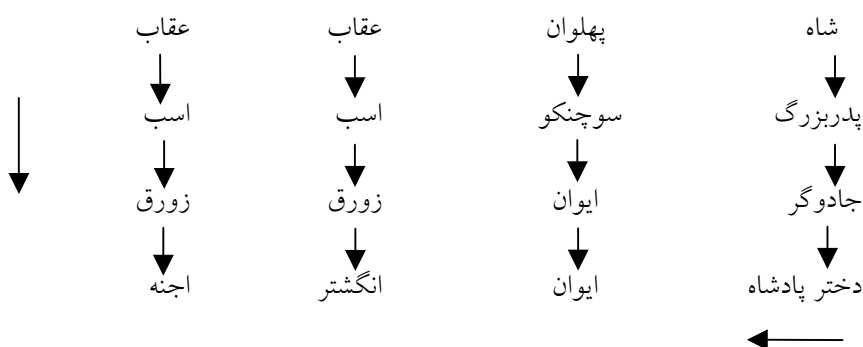 شاه پهلوان عقاب عقاب
پدربزرگ سوچنکو اسب اسب
جادوگر ایوان زورق زورق
دختر پادشاه ایوان انگشتر اجنه